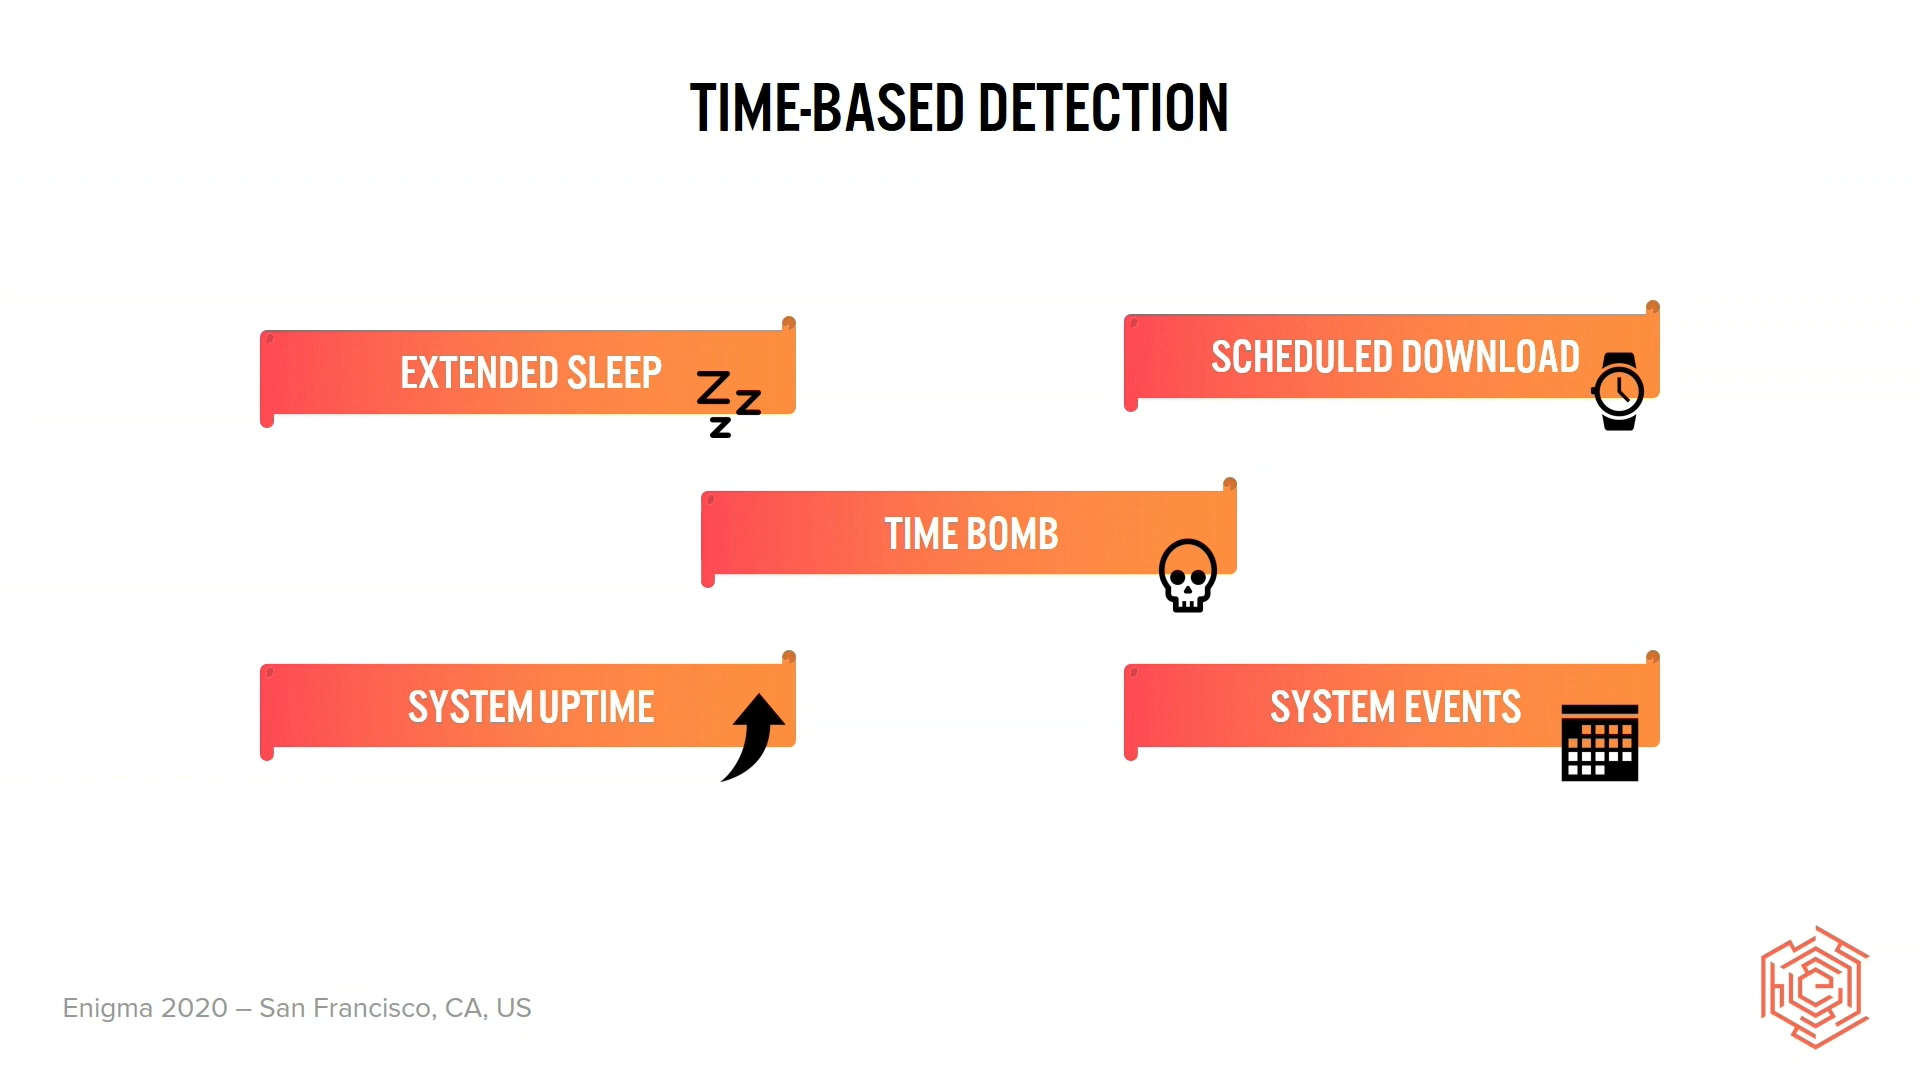 TIME-BASED DETECTION
EXTENDED SLEEP
SCHEDULED DOWNLOAD
TIME BOMB
SYSTEM UPTIME
SYSTEM EVENTS
Enigma 2020 – San Francisco, CA, US